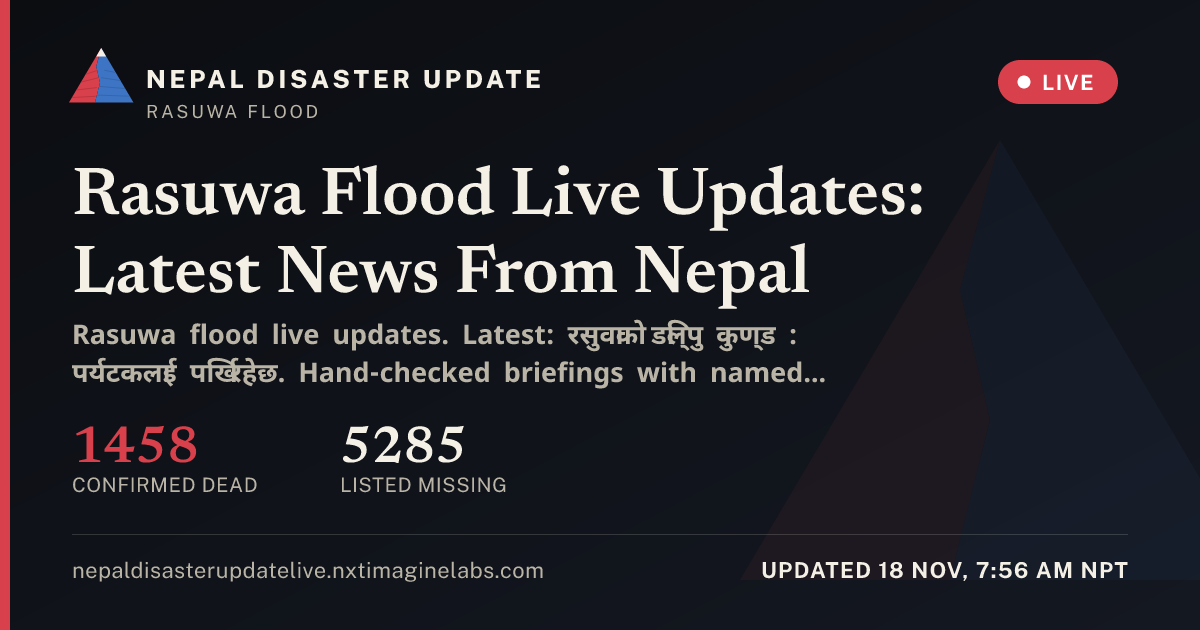 NEPAL DISASTER UPDATE
RASUWA FLOOD
LIVE
Rasuwa Flood Live Updates:
Latest News From Nepal
Rasuwa flood live updates. Latest: रसुवाको डल्िपु कुण्ड :
पर्यटकलाई पर्खिरहेछ. Hand-checked briefings with named...
1458
CONFIRMED DEAD
5285
LISTED MISSING
nepaldisasterupdatelive.nxtimaginelabs.com
UPDATED 18 NOV, 7:56 AM NPT